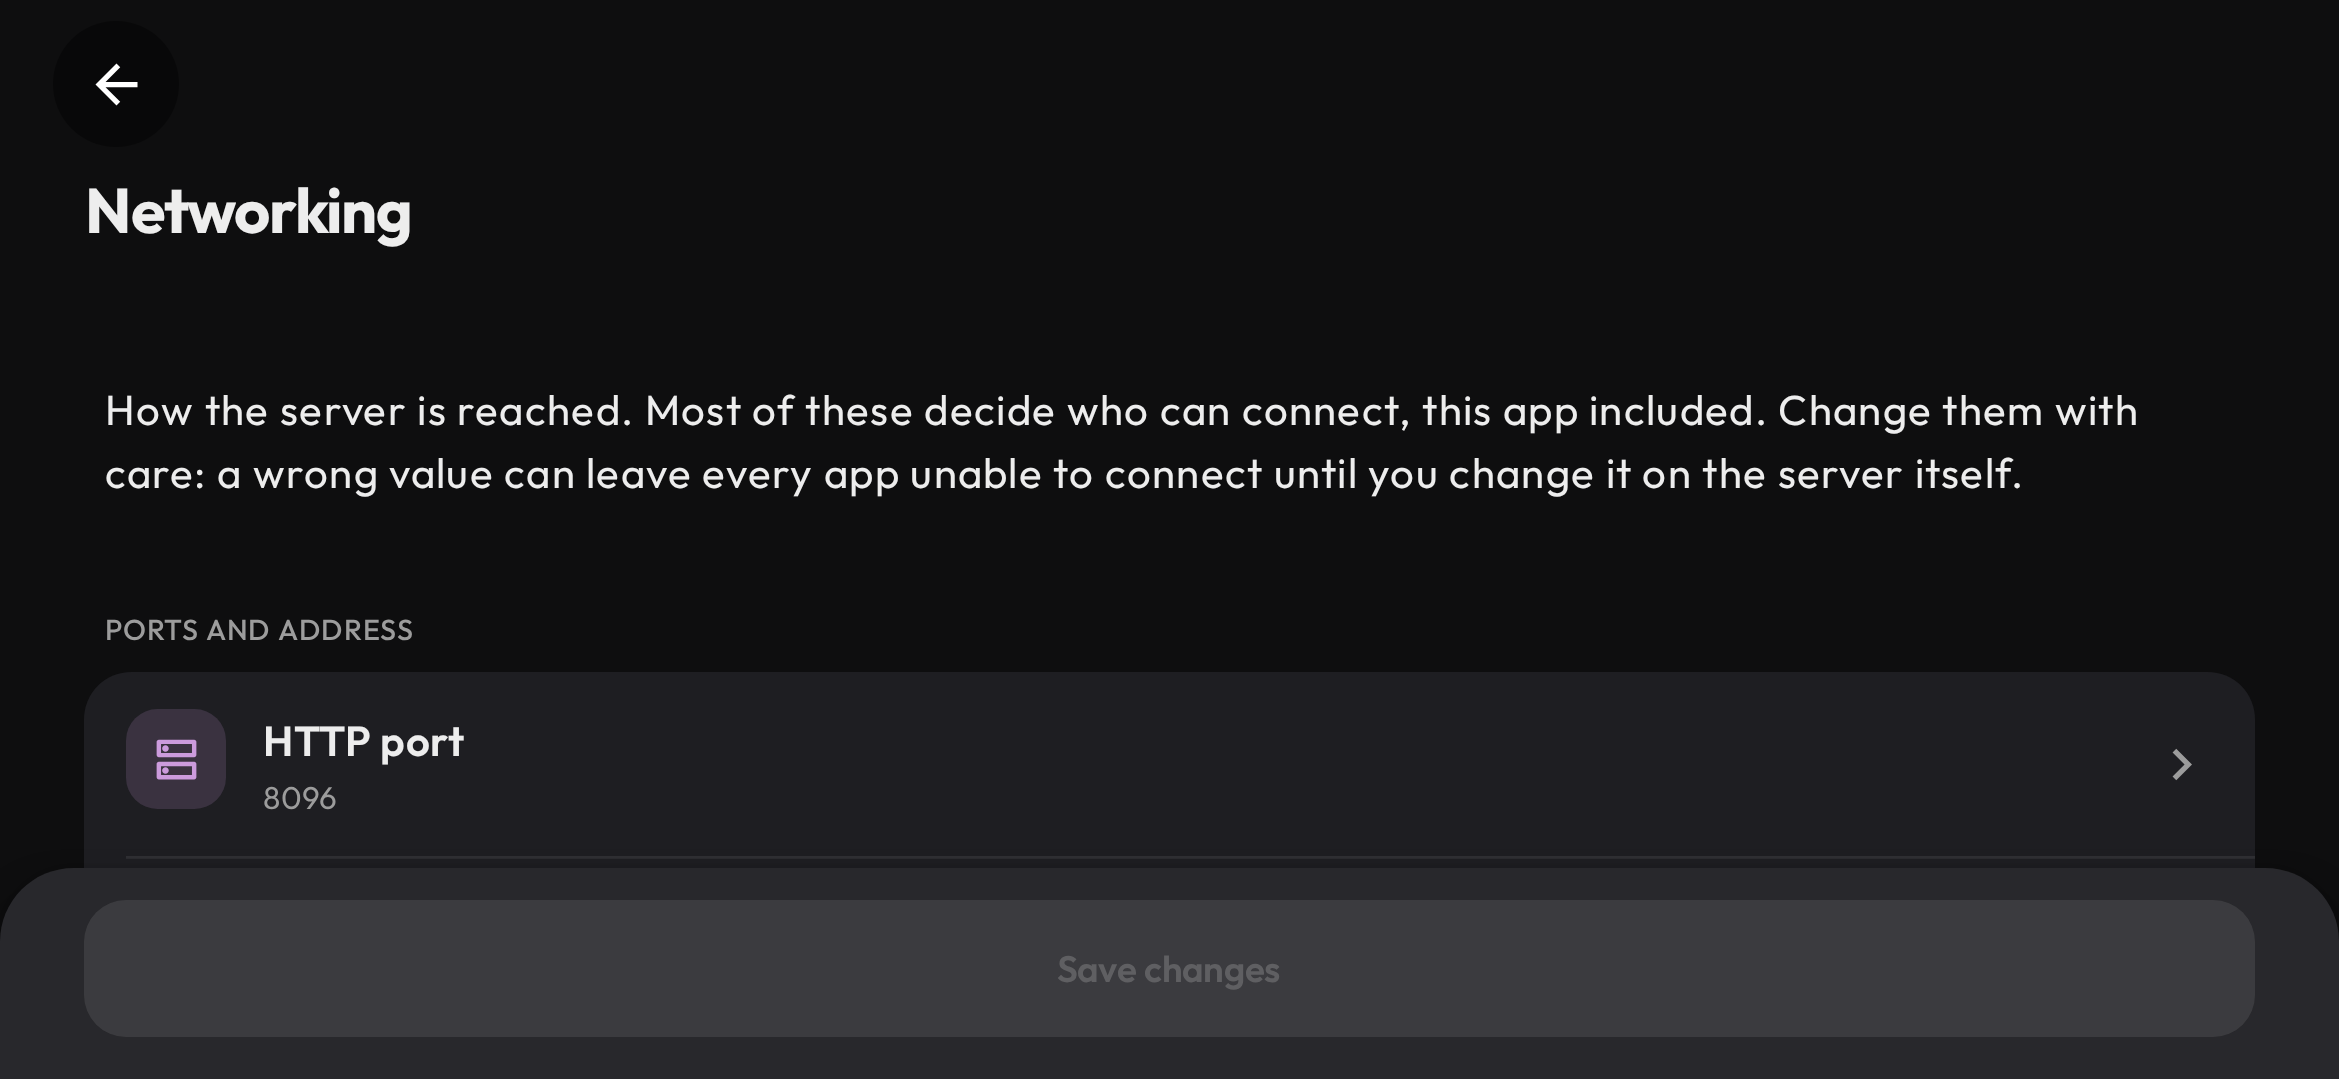 Networking
How the server is reached. Most of these decide who can connect, this app included. Change them with
care: a wrong value can leave every app unable to connect until you change it on the server itself.
PORTS AND ADDRESS
HTTP port
8096
Save changes